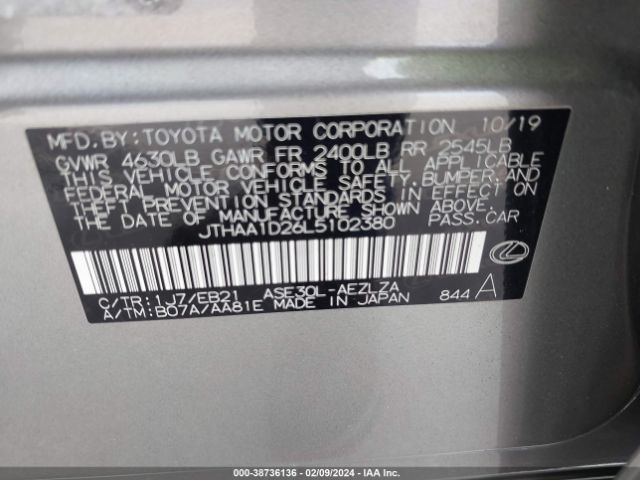 MFD.BY:TOYOTA MOTOR CORPORATION 10/19
GVWR 4630LB GAWR FR 2400LB RR 2545LB
THIS VEHICLE CONFORMS TO ALL APPLICABLE
FEDERAL MOTOR VEHICLE SAFETY, BUMPER, AND
THEFT PREVENTION STANDARDS IN EFFECT ON
THE DATE OF MANUFACTURE SHOWN ABOVE.
JTHAA1D26L5102380 PASS.CAR
C/TR:1J7/EB21 ASE30L-AEZLZA
A/TM:B07A/AA81E MADE IN JAPAN 844 A
000-38736136 - 02/09/2024 - IAA Inc.